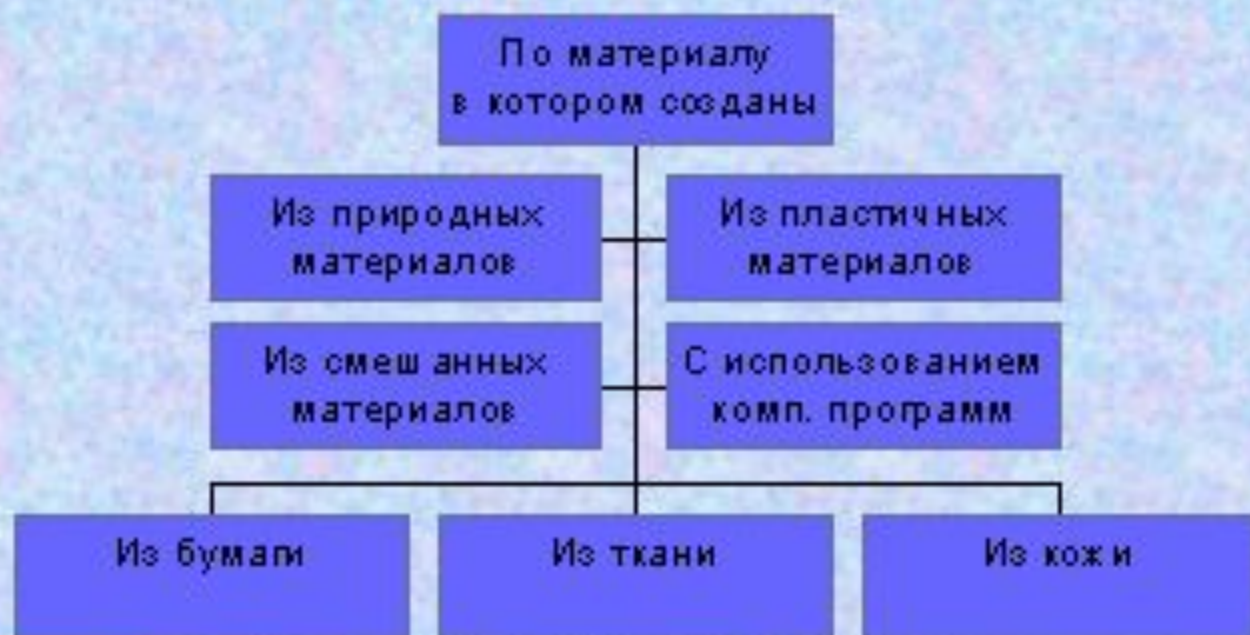 По материалу
в котором созданы
Из природных
материалов
Из пластичных
материалов
Из смешанных
материалов
С использованием
комп. программ
Из бумаги
Из ткани
Из кожи